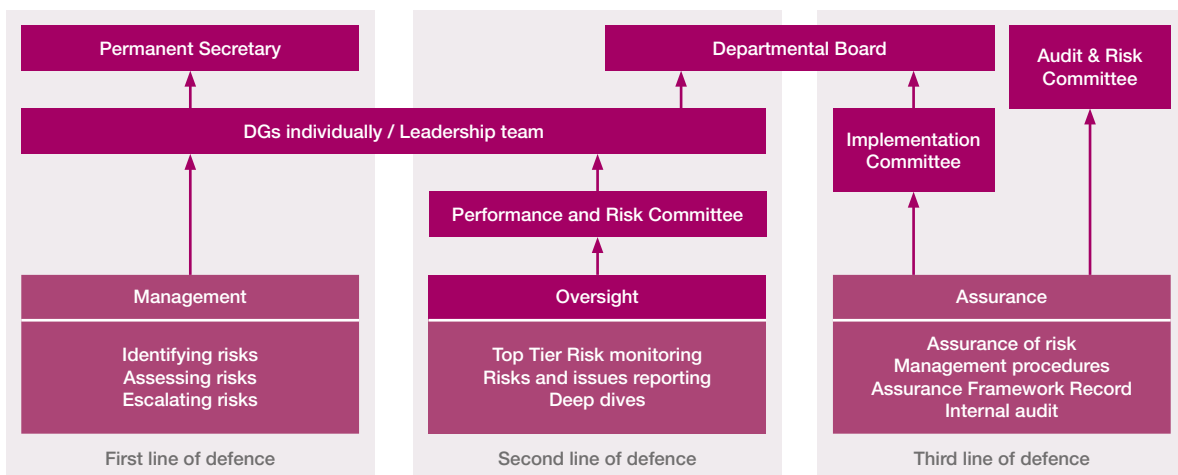 Permanent Secretary
Departmental Board
Audit & Risk
Committee
DGs individually / Leadership team
Implementation
Committee
Performance and Risk Committee
Management
Identifying risks
Assessing risks
Escalating risks
Oversight
Top Tier Risk monitoring
Risks and issues reporting
Deep dives
Assurance
Assurance of risk
Management procedures
Assurance Framework Record
Internal audit
First line of defence
Second line of defence
Third line of defence